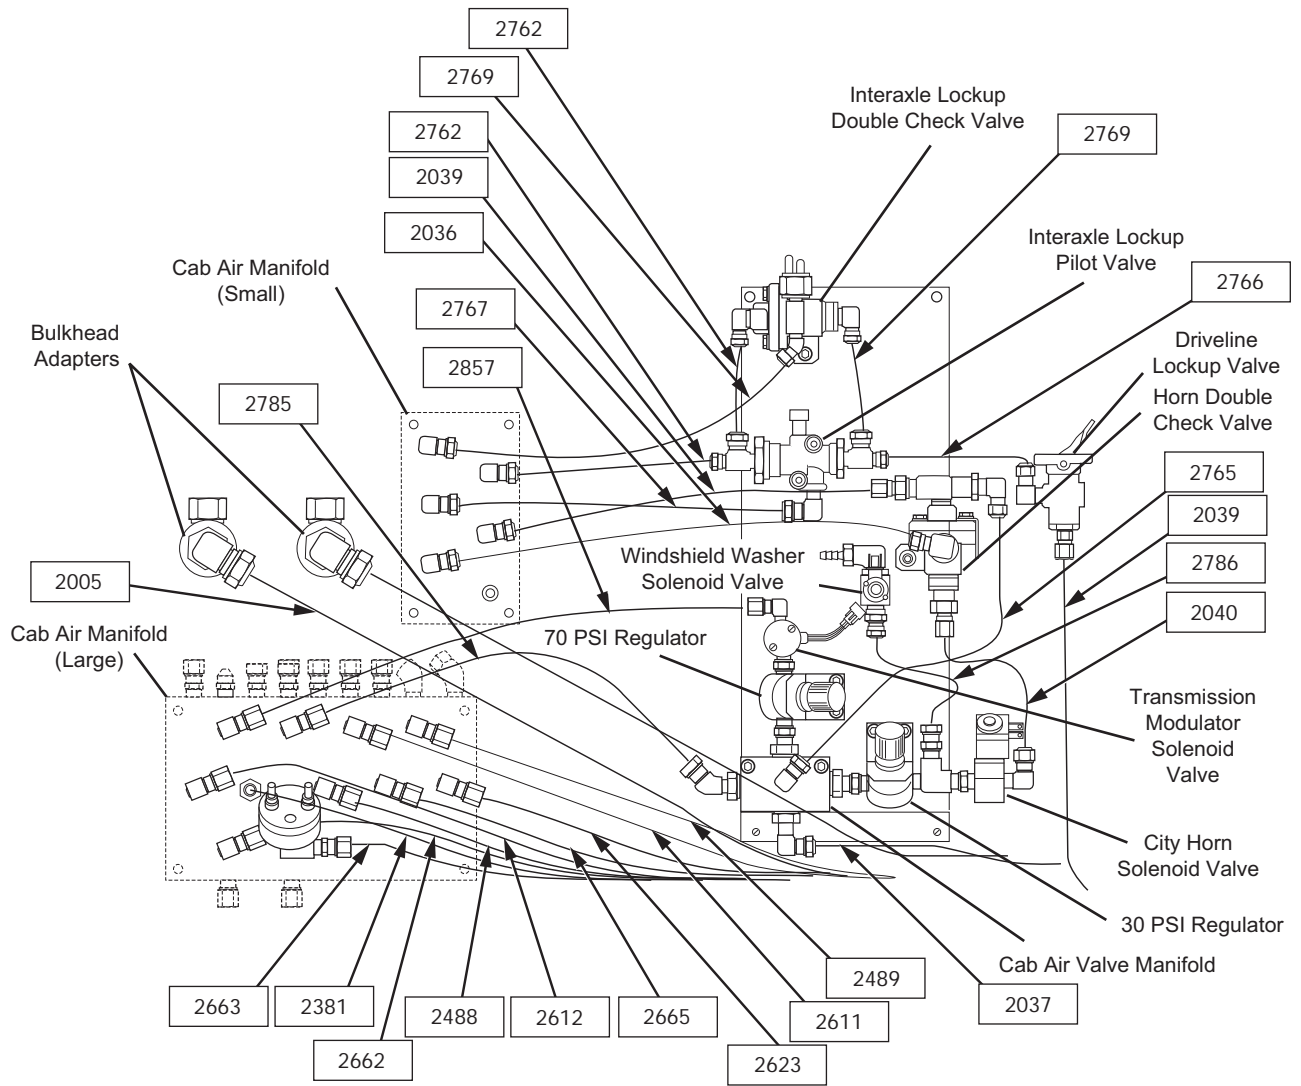 2762
2769
2762
2039
2036
Interaxle Lockup
Double Check Valve
2769
Interaxle Lockup
Pilot Valve
Cab Air Manifold
(Small)
2767
2766
Bulkhead
Adapters
2857
Driveline
Lockup Valve
2785
Horn Double
Check Valve
2765
2039
2005
Windshield Washer
Solenoid Valve
2786
Cab Air Manifold
(Large)
70 PSI Regulator
2040
Transmission
Modulator
Solenoid
Valve
City Horn
Solenoid Valve
30 PSI Regulator
Cab Air Valve Manifold
2663
2381
2662
2488
2612
2665
2623
2611
2489
2037